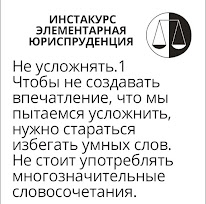 ИНСТАКУРС
ЭЛЕМЕНТАРНАЯ
ЮРИСПРУДЕНЦИЯ
Не усложнять.1
Чтобы не создавать
впечатление, что мы
пытаемся усложнить,
нужно стараться
избегать умных слов.
Не стоит употреблять
многозначительные
словосочетания.